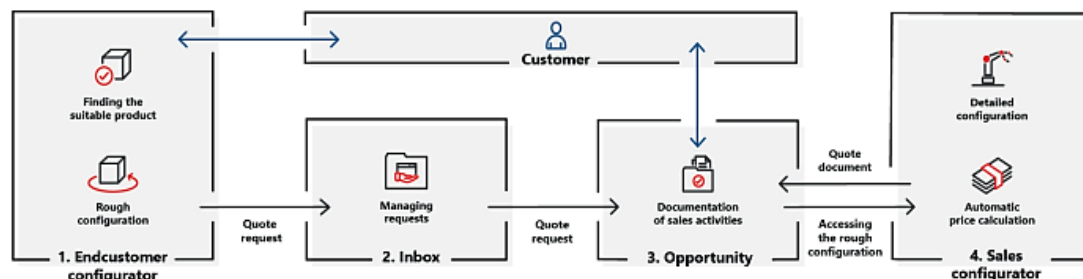 Customer
Finding the
suitable product
Rough
configuration
1. Endcustomer
configurator
Quote
request
Managing
requests
2. Inbox
Quote
request
Documentation
of sales activities
3. Opportunity
Quote
document
Accessing
the rough
configuration
Detailed
configuration
Automatic
price calculation
4. Sales
configurator